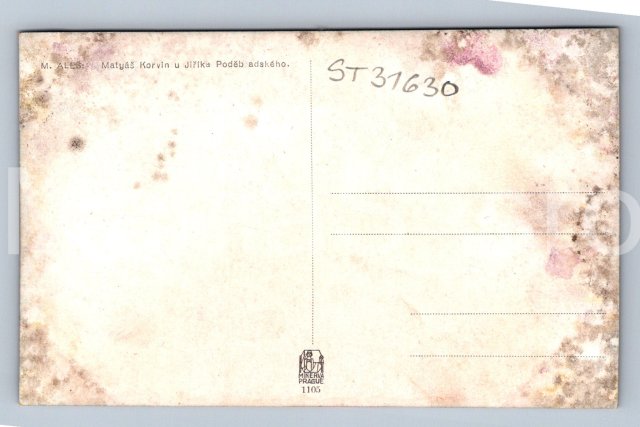 M. ALEŠ: Matyáš Korvín u Jiříka Poděbradského.
ST31630
MINERVA
PRAGUE
1105